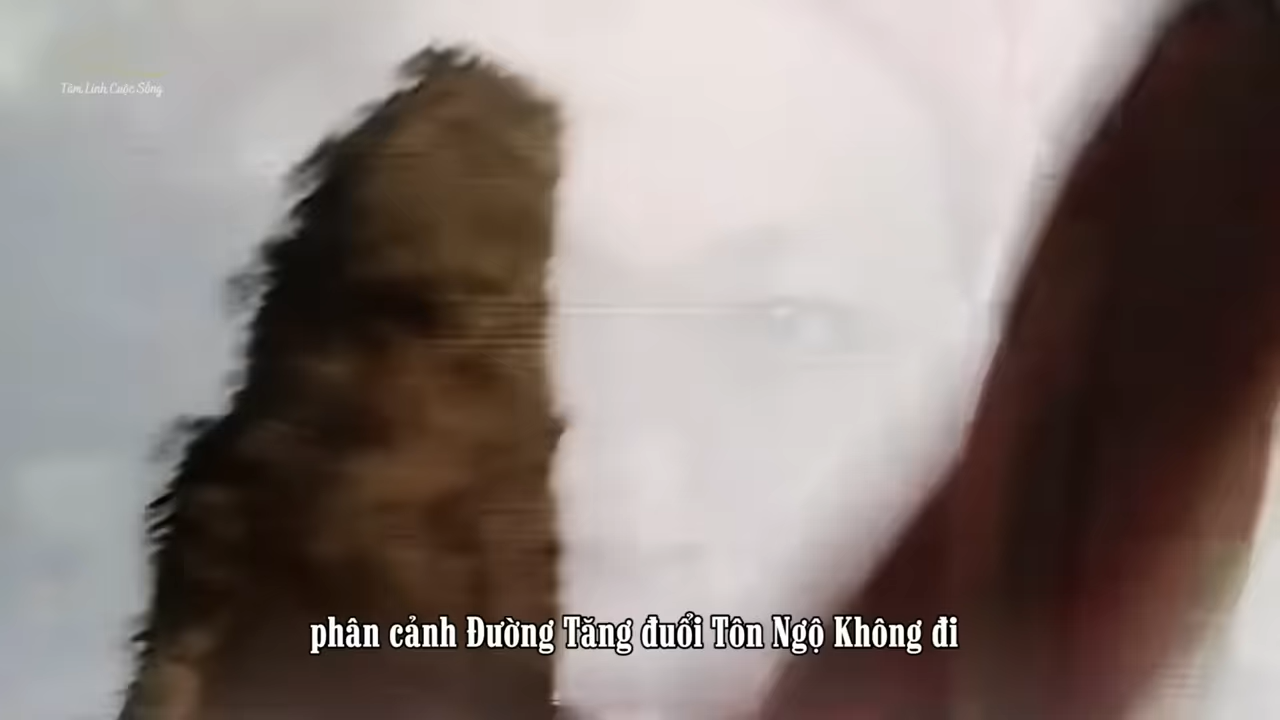 Tâm Linh Cuộc Sống
phân cảnh Đường Tăng đuổi Tôn Ngộ Không đi